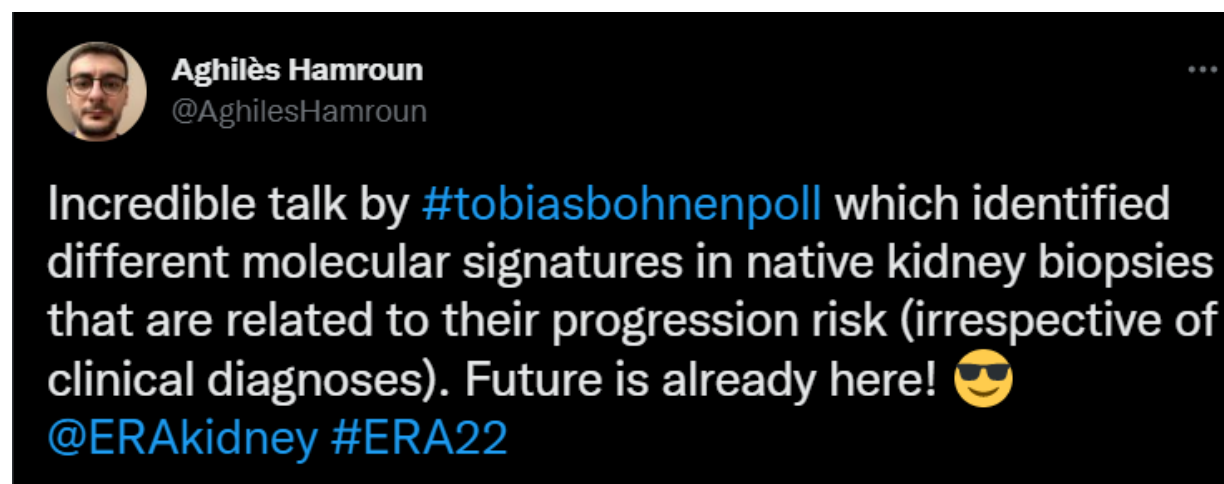 Aghilès Hamroun
@AghilesHamroun
Incredible talk by #tobiasbohnenpoll which identified
different molecular signatures in native kidney biopsies
that are related to their progression risk (irrespective of
clinical diagnoses). Future is already here! 😎
@ERAkidney #ERA22